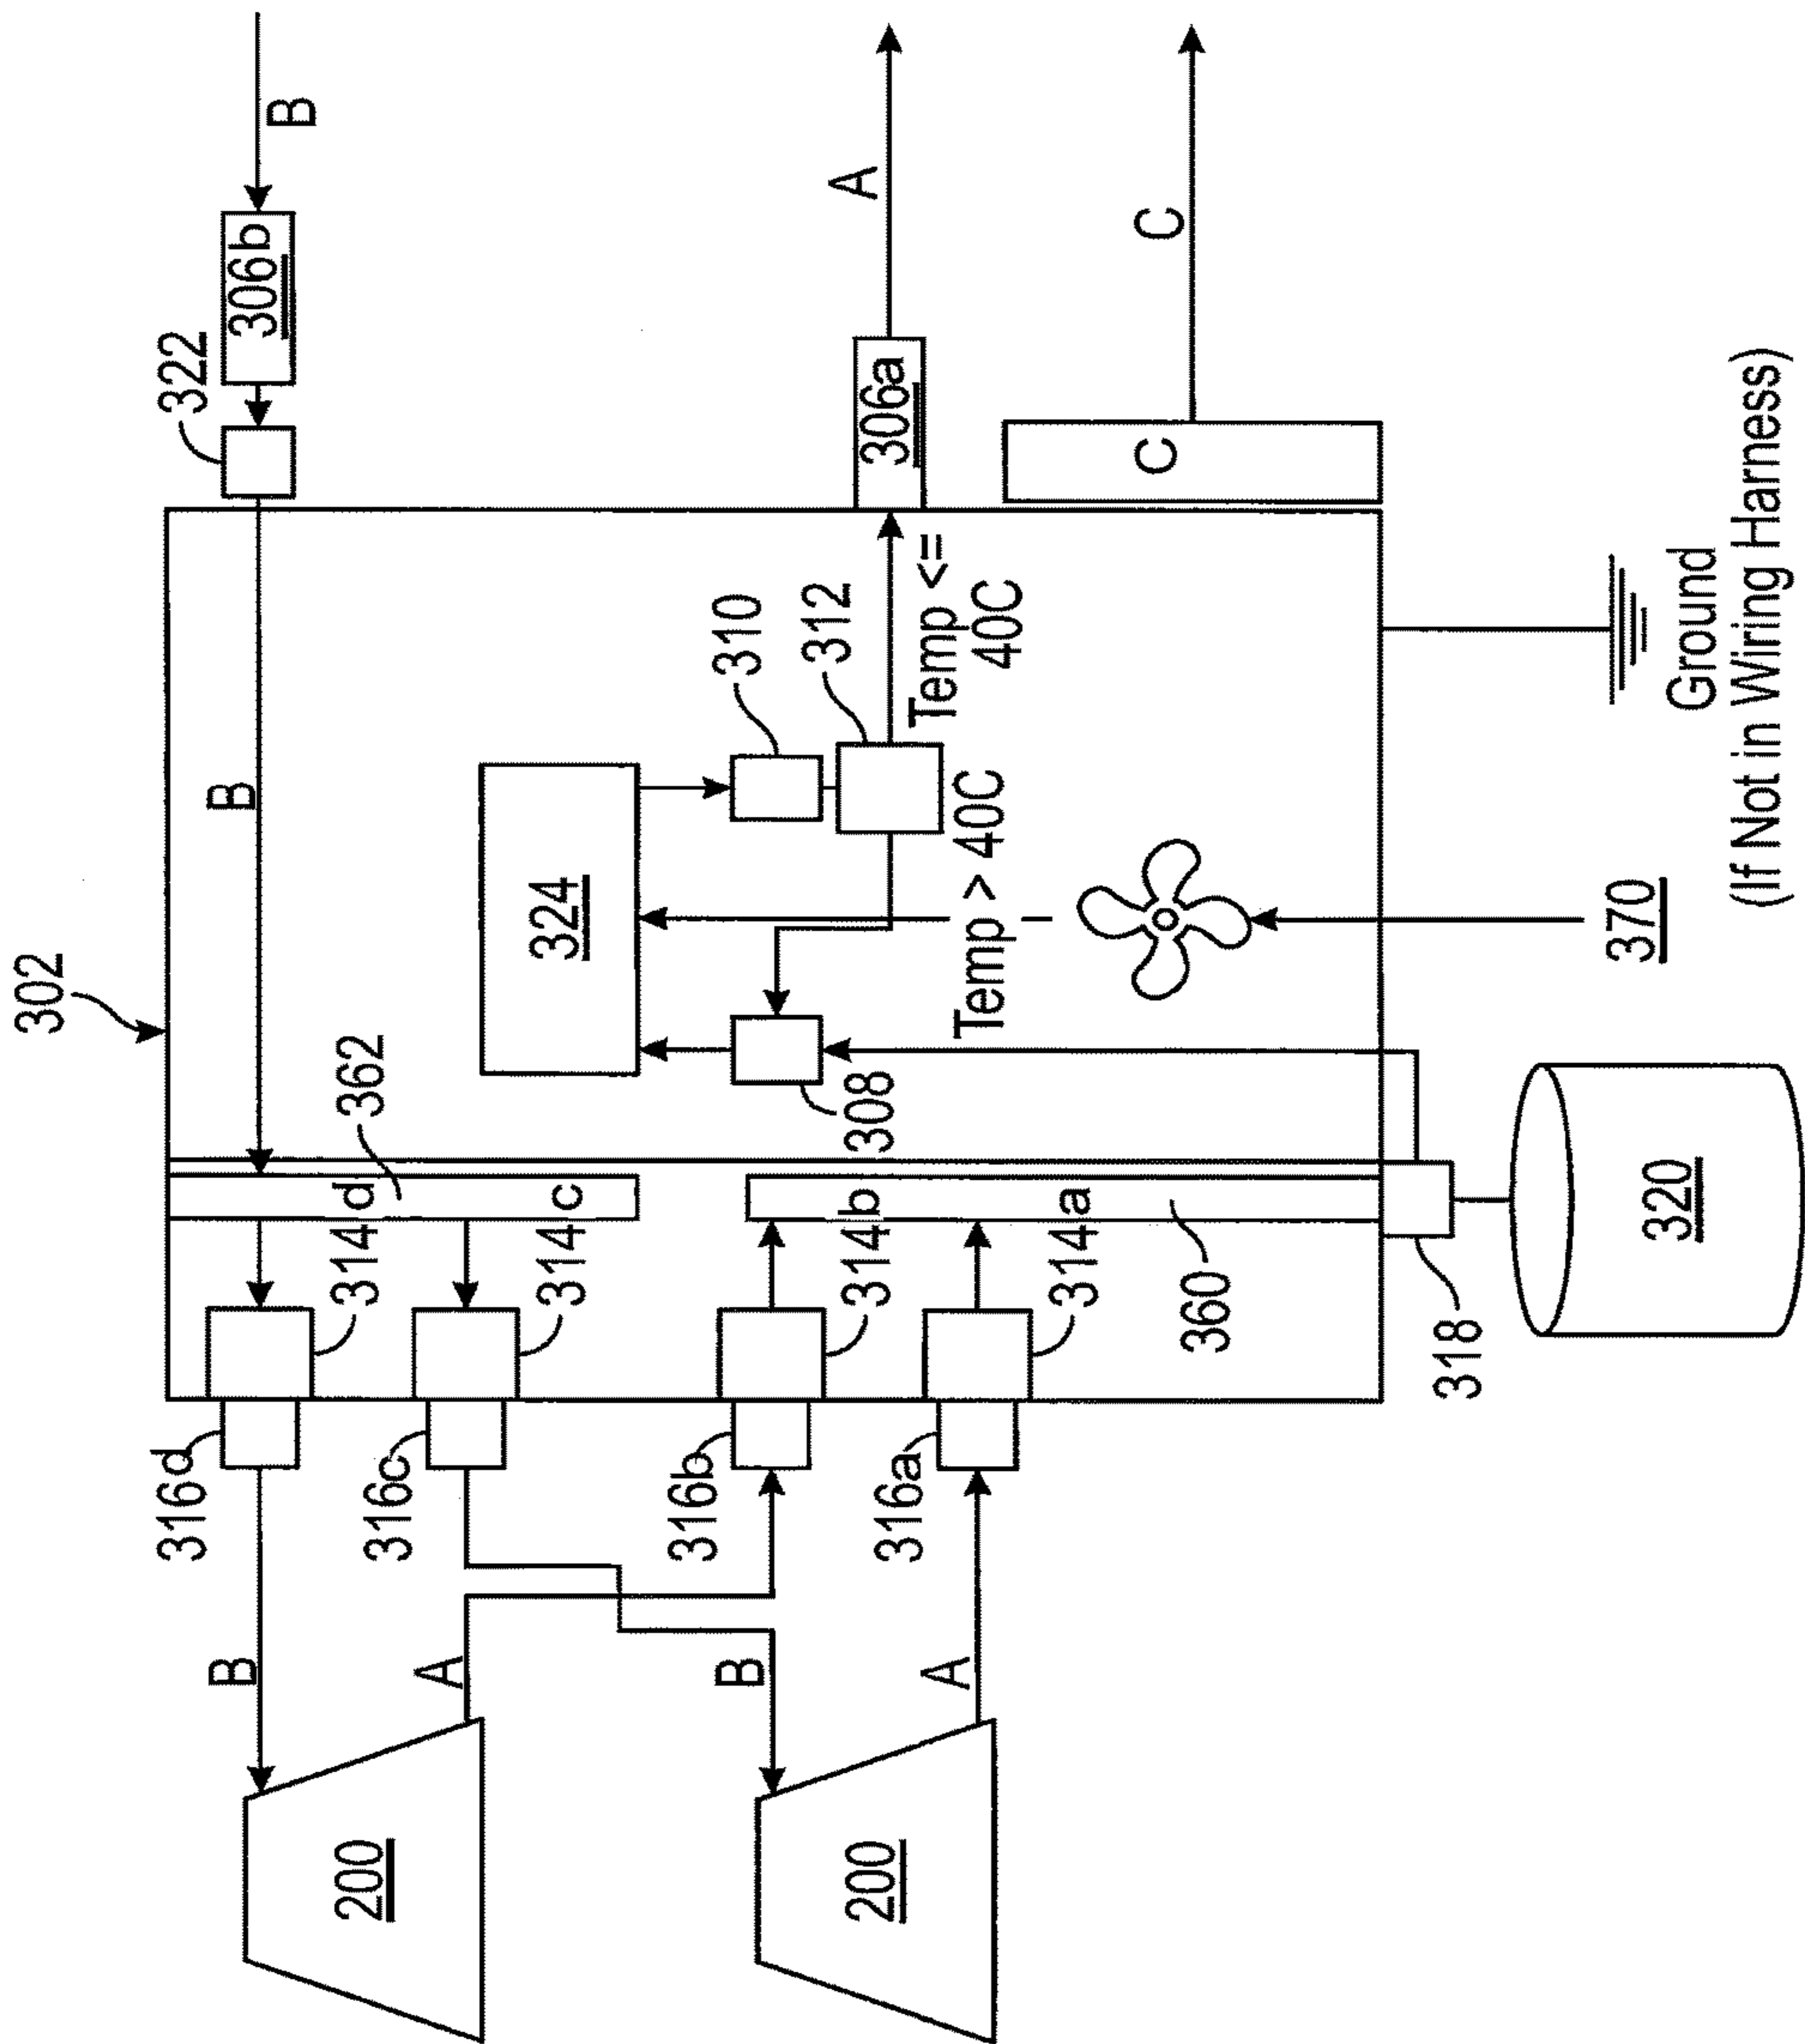 302
B
316d
B
322
306b
B
200
314d
362
316c
A
314c
324
316b
B
310
200
314b
308
312
A
316a
A
306a
Temp <=
40C
Temp > 40C
314a
C
C
360
318
320
370
Ground
(If Not in Wiring Harness)